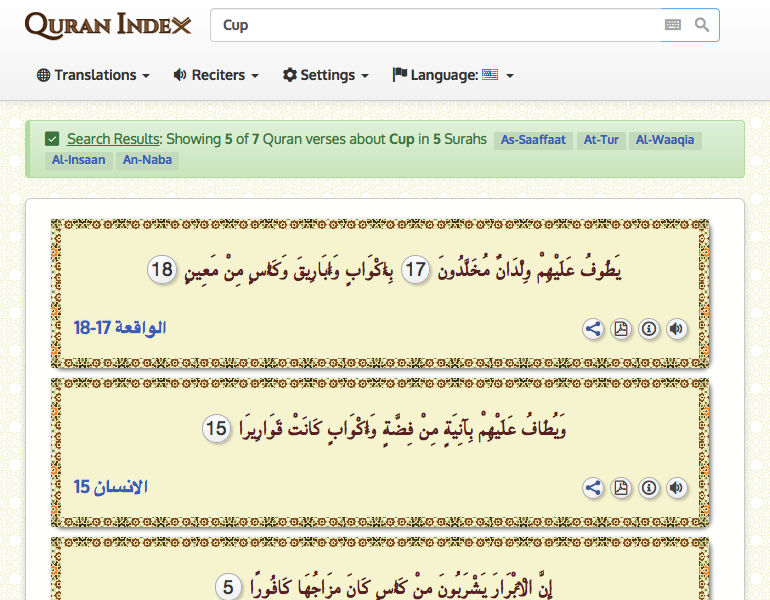 QURAN INDEX
Cup
Translations
Reciters
Settings
Language:
Search Results: Showing 5 of 7 Quran verses about Cup in 5 Surahs As-Saaffaat At-Tur Al-Waaqia
Al-Insaan An-Naba
يَطُوفُ عَلَيْهِمْ وِلْدَانٌ مُخَلَّدُونَ 17 بِأَكْوَابٍ وَأَبَارِيقَ وَكَأْسٍ مِنْ مَعِينٍ 18
الواقعة 17-18
وَيُطَافُ عَلَيْهِمْ بِآنِيَةٍ مِنْ فِضَّةٍ وَأَكْوَابٍ كَانَتْ قَوَارِيرَا 15
الانسان 15
إِنَّ الْأَبْرَارَ يَشْرَبُونَ مِنْ كَأْسٍ كَانَ مِزَاجُهَا كَافُورًا 5